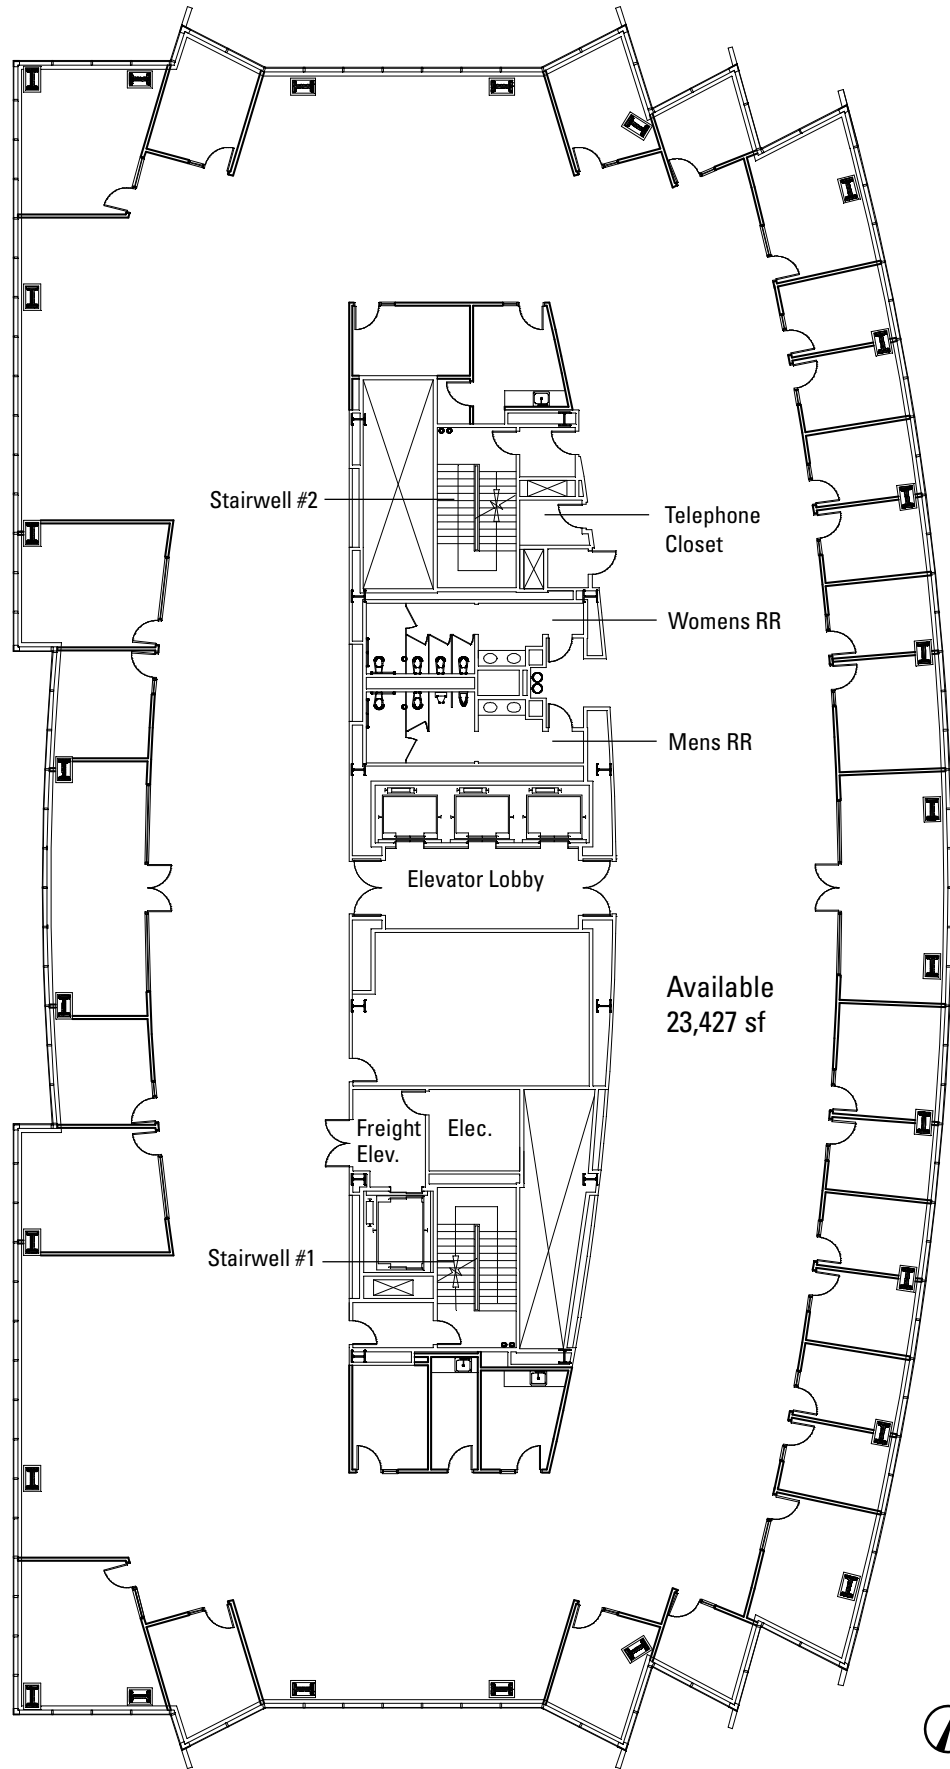 Stairwell #2
Telephone
Closet
Womens RR
Mens RR
Elevator Lobby
Available
23,427 sf
Freight
Elev.
Elec.
Stairwell #1